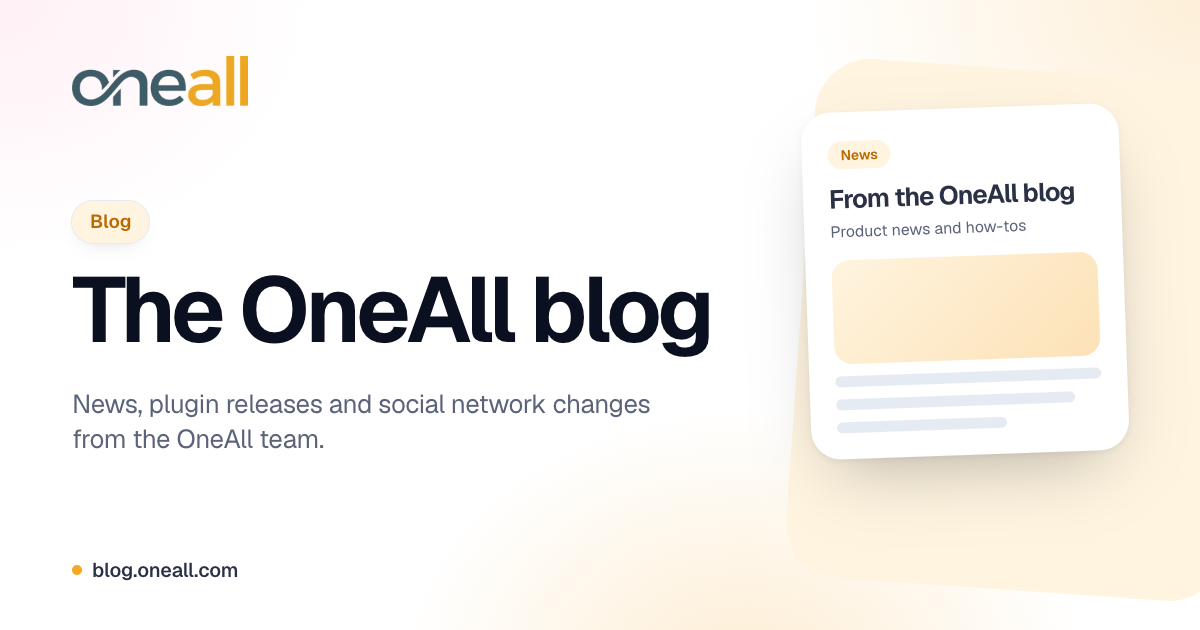 oneall
Blog
The OneAll blog
News, plugin releases and social network changes
from the OneAll team.
blog.oneall.com
News
From the OneAll blog
Product news and how-tos